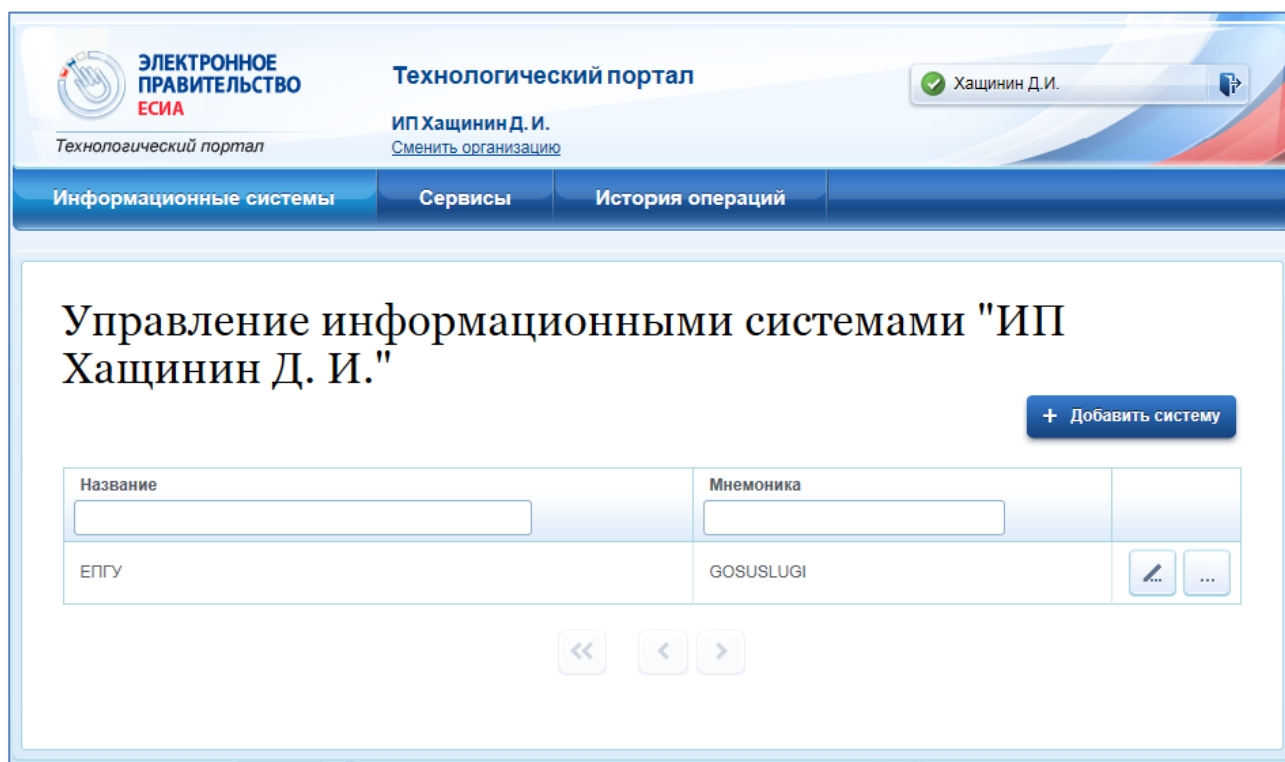 ЭЛЕКТРОННОЕ
ПРАВИТЕЛЬСТВО
ЕСИА
Технологический портал
Технологический портал
ИП Хащинин Д. И.
Сменить организацию
Хащинин Д.И.
Информационные системы
Сервисы
История операций
Управление информационными системами "ИП
Хащинин Д. И."
+ Добавить систему
Название
Мнемоника
ЕПГУ
GOSUSLUGI
...